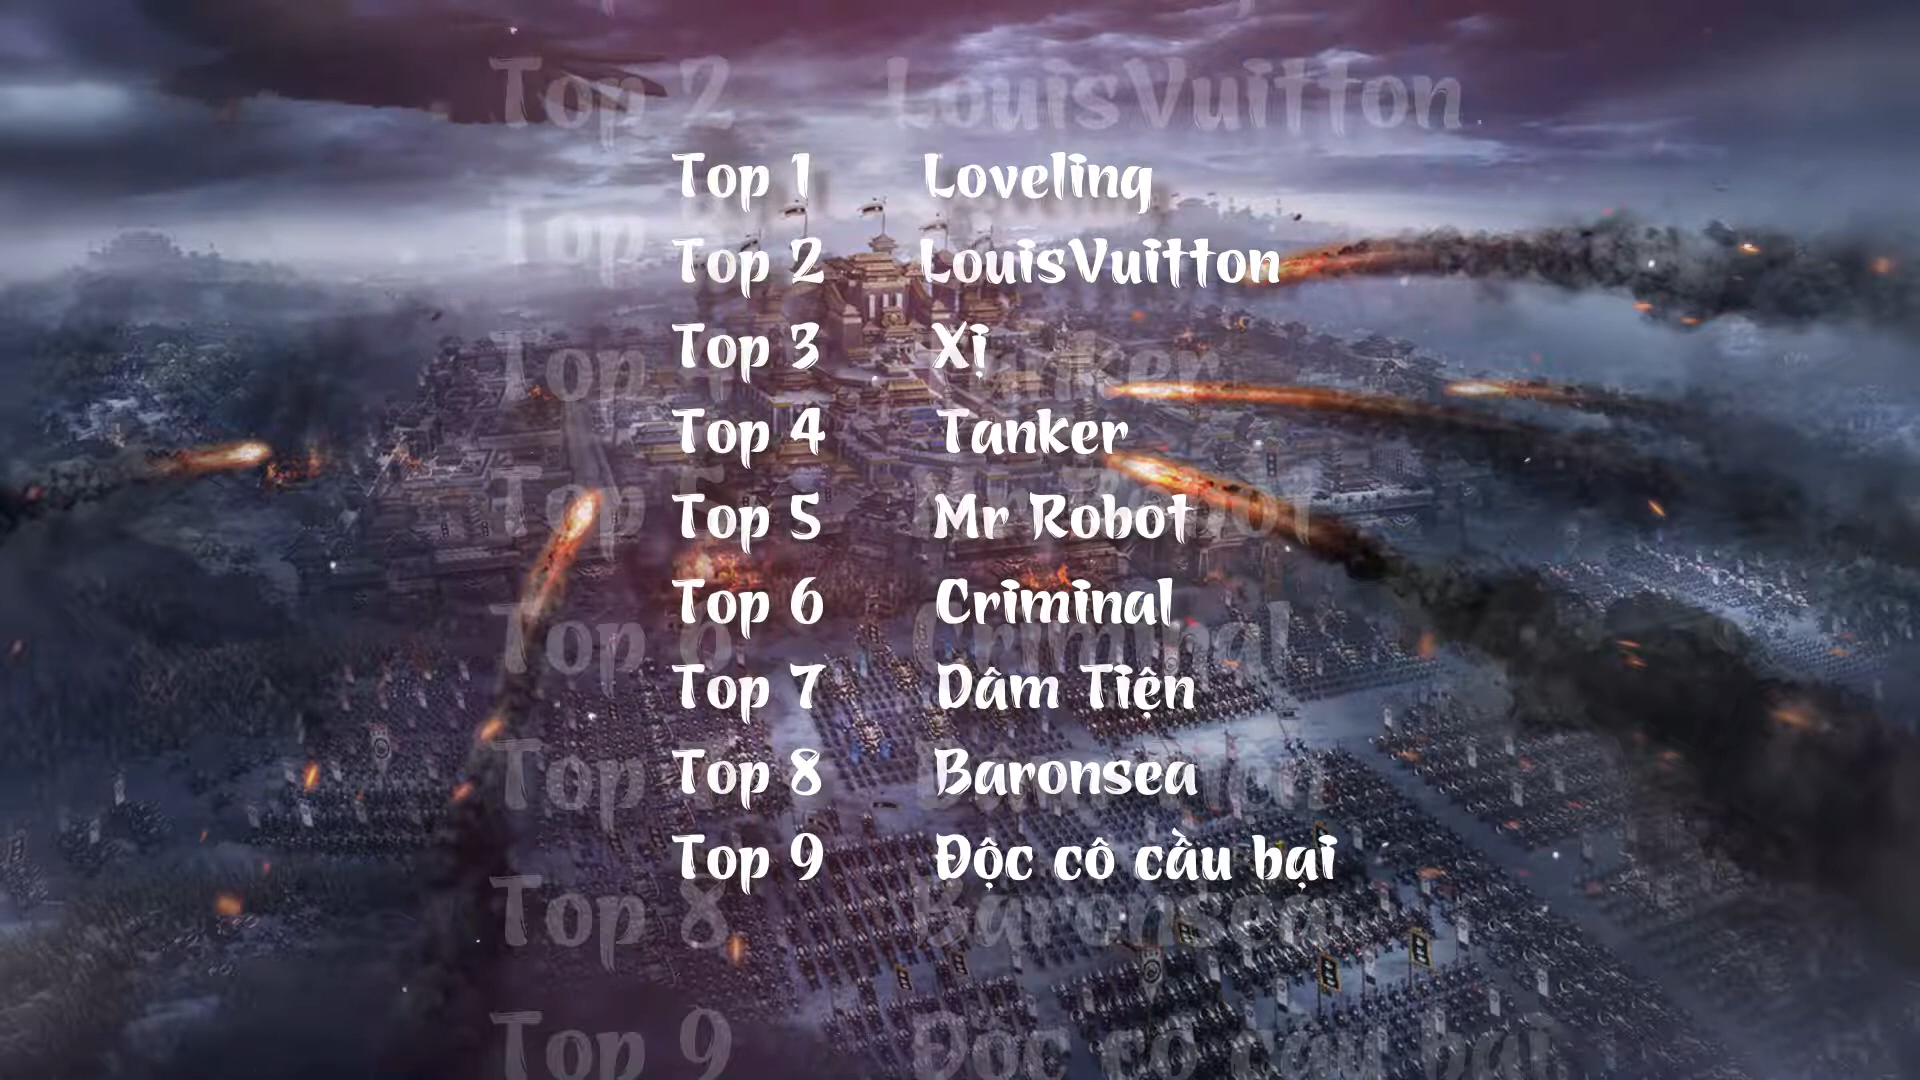 Top 1 Loveling
Top 2 LouisVuitton
Top 3 Xị
Top 4 Tanker
Top 5 Mr Robot
Top 6 Criminal
Top 7 Dâm Tiện
Top 8 Baronsea
Top 9 Độc cô cầu bại